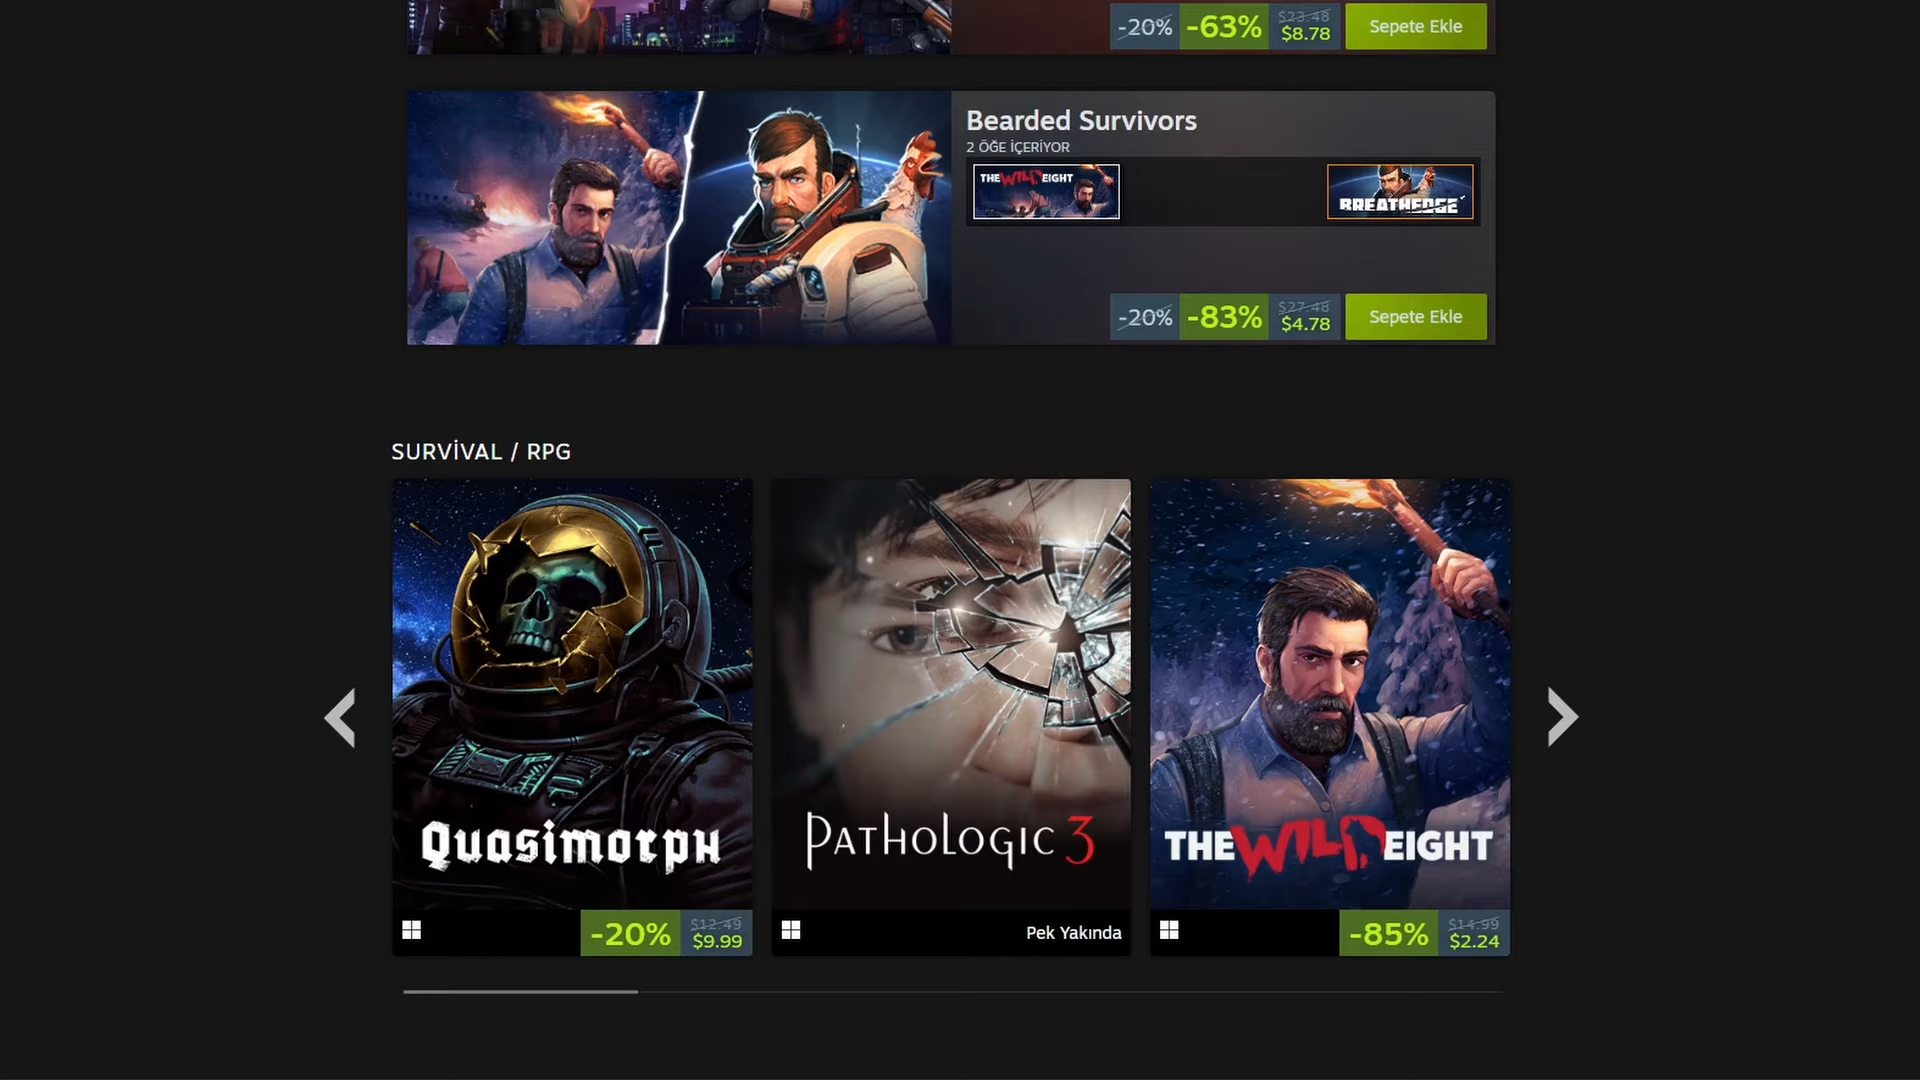 -20% -63% $23.48 $8.78 Sepete Ekle
Bearded Survivors
2 ÖĞE İÇERİYOR
THE WILD EIGHT
BREATHEDGE
-20% -83% $27.48 $4.78 Sepete Ekle
SURVİVAL / RPG
Quasimorph
PATHOLOGIC 3
THE WILD EIGHT
-20% $12.49 $9.99
Pek Yakında
-85% $14.99 $2.24